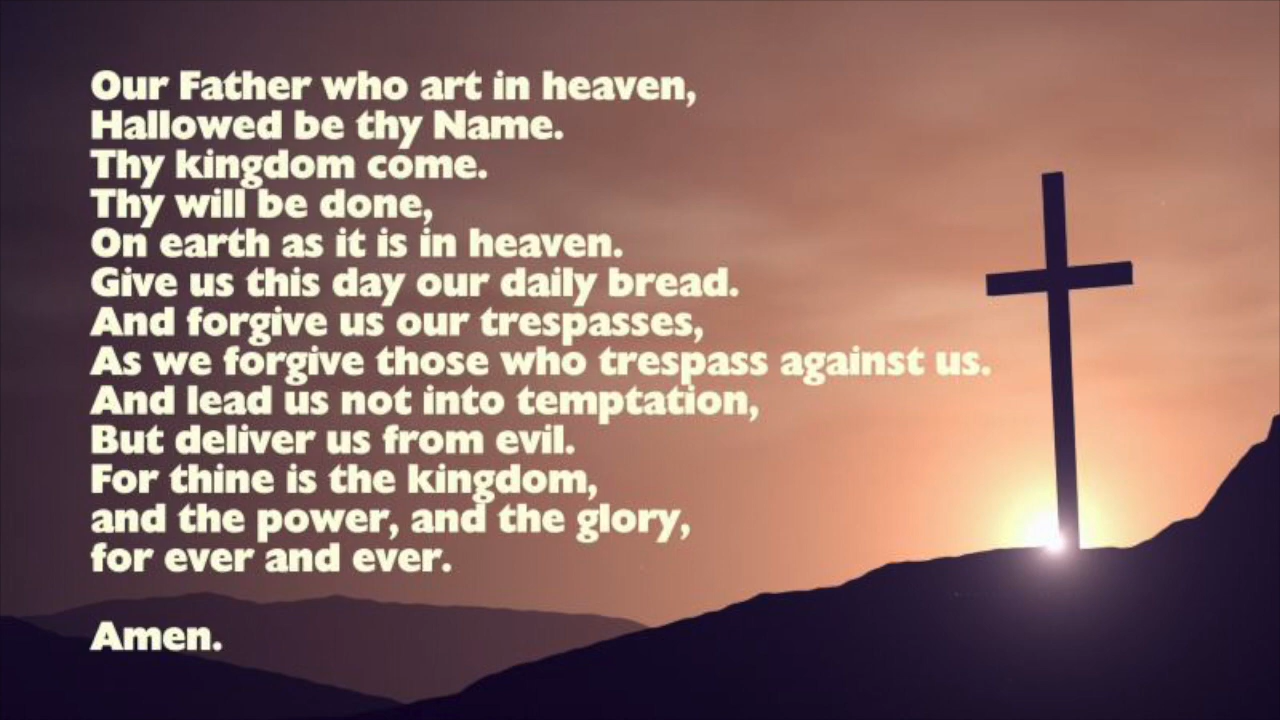 Our Father who art in heaven,
Hallowed be thy Name.
Thy kingdom come.
Thy will be done,
On earth as it is in heaven.
Give us this day our daily bread.
And forgive us our trespasses,
As we forgive those who trespass against us.
And lead us not into temptation,
But deliver us from evil.
For thine is the kingdom,
and the power, and the glory,
for ever and ever.
Amen.